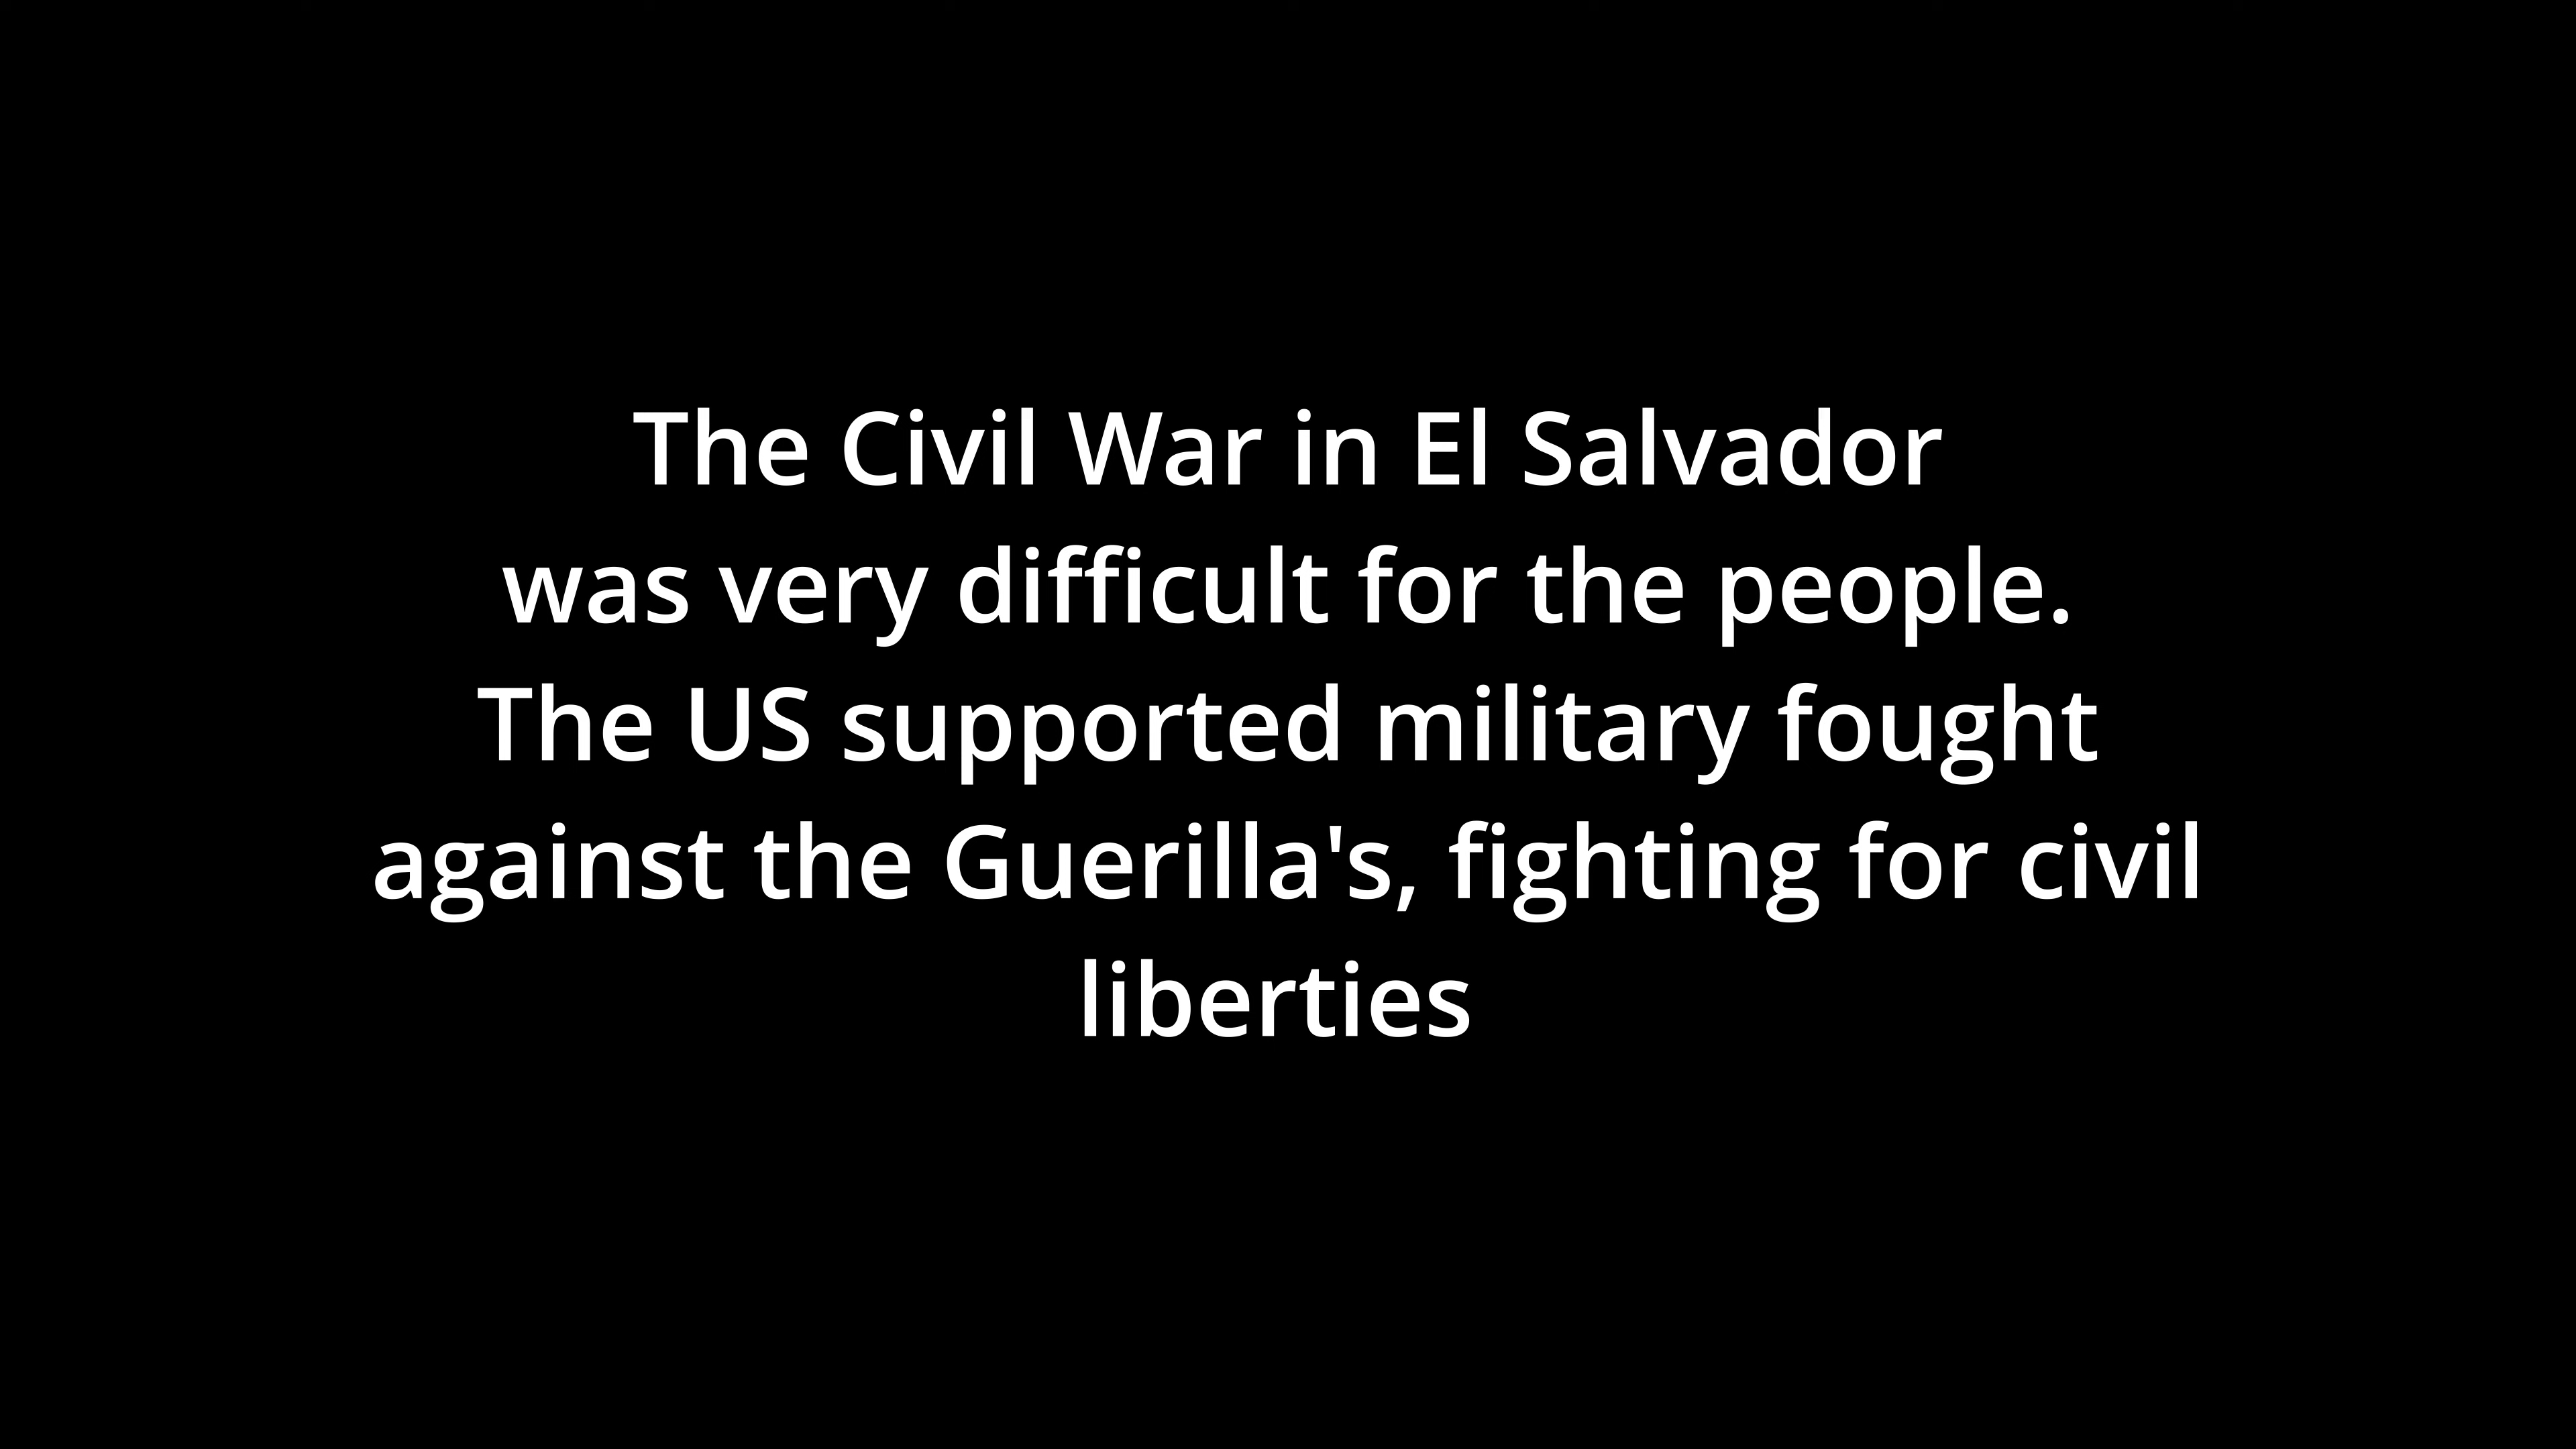 The Civil War in El Salvador
was very difficult for the people.
The US supported military fought
against the Guerilla's, fighting for civil
liberties